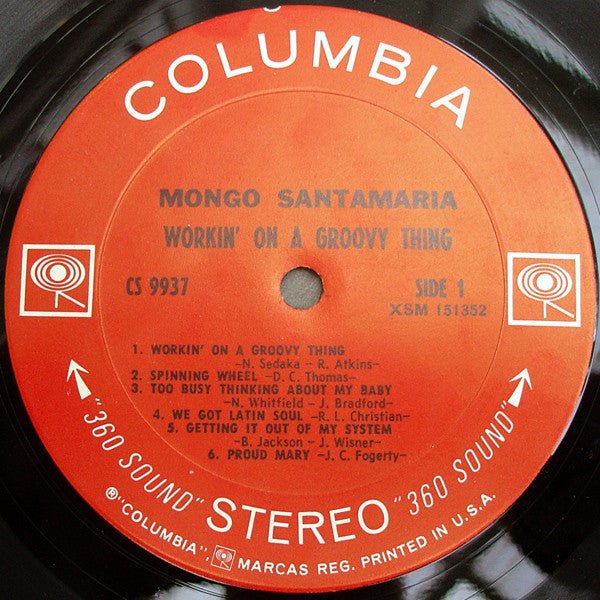 COLUMBIA
MONGO SANTAMARIA
WORKIN' ON A GROOVY THING
CS 9937
SIDE 1
XSM 151352
1. WORKIN' ON A GROOVY THING
-N. Sedaka - R. Atkins-
2. SPINNING WHEEL -D. C. Thomas-
3. TOO BUSY THINKING ABOUT MY BABY
-N. Whitfield - J. Bradford-
4. WE GOT LATIN SOUL -R. L. Christian-
5. GETTING IT OUT OF MY SYSTEM
-B. Jackson - J. Wisner-
6. PROUD MARY -J. C. Fogerty-
"360 SOUND" STEREO "360 SOUND"
® "COLUMBIA", MARCAS REG. PRINTED IN U.S.A.